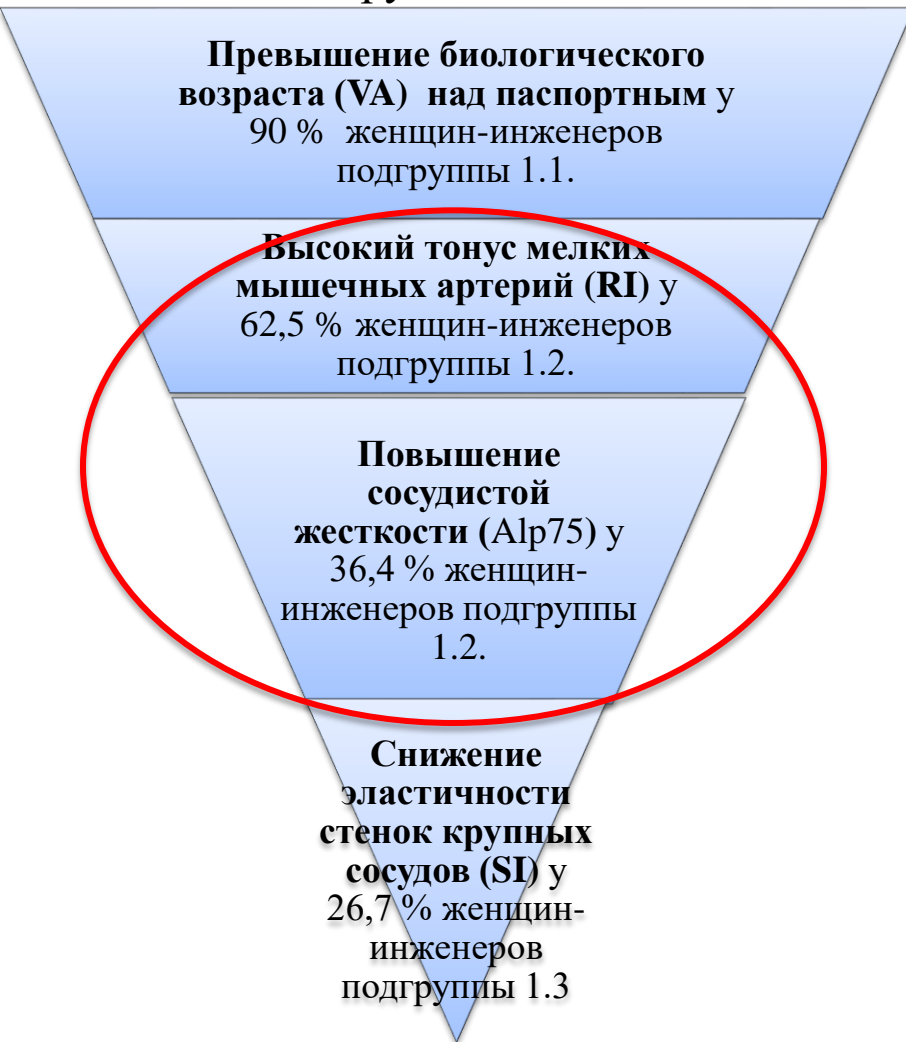 Превышение биологического
возраста (VA) над паспортным у
90 % женщин-инженеров
подгруппы 1.1.
Высокий тонус мелких
мышечных артерий (RI) у
62,5 % женщин-инженеров
подгруппы 1.2.
Повышение
сосудистой
жесткости (Alp75) у
36,4 % женщин-
инженеров подгруппы
1.2.
Снижение
эластичности
стенок крупных
сосудов (SI) у
26,7 % женщин-
инженеров
подгруппы 1.3